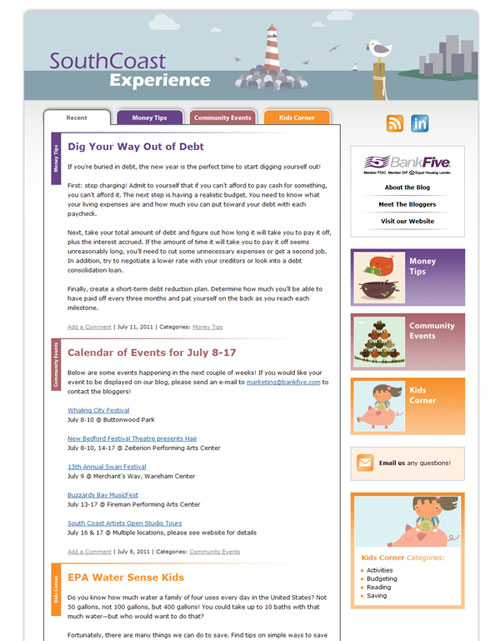 SouthCoast
Experience
Recent
Money Tips
Community Events
Kids Corner
Money Tips
Dig Your Way Out of Debt
If you're buried in debt, the new year is the perfect time to start digging yourself out!
First: stop charging! Admit to yourself that if you can't afford to pay cash for something,
you can't afford it. The next step is having a realistic budget. You need to know what
your living expenses are and how much you can put toward your debt with each
paycheck.
Next, take your total amount of debt and figure out how long it will take you to pay it off,
plus the interest accrued. If the amount of time it will take you to pay it off seems
unreasonably long, you'll need to cut some unnecessary expenses or get a second job.
In addition, try to negotiate a lower rate with your creditors or look into a debt
consolidation loan.
Finally, create a short-term debt reduction plan. Determine how much you'll be able to
have paid off every three months and pat yourself on the back as you reach each
milestone.
Add a Comment | July 11, 2011 | Categories: Money Tips
Community Events
Calendar of Events for July 8-17
Below are some events happening in the next couple of weeks! If you would like your
event to be displayed on our blog, please send an e-mail to marketing@bankfive.com to
contact the bloggers!
Whaling City Festival
July 8-10 @ Buttonwood Park
New Bedford Festival Theatre presents Hair
July 8-10, 14-17 @ Zeiterion Performing Arts Center
15th Annual Swan Festival
July 9 @ Merchant's Way, Wareham Center
Buzzards Bay MusicFest
July 13-17 @ Fireman Performing Arts Center
South Coast Artists Open Studio Tours
July 16 & 17 @ Multiple locations, please see website for details
Add a Comment | July 8, 2011 | Categories: Community Events
Kids Corner
EPA Water Sense Kids
Do you know how much water a family of four uses every day in the United States? Not
50 gallons, not 100 gallons, but 400 gallons! You could take up to 10 baths with that
much water—but who would want to do that?
Fortunately, there are many things we can do to save. Find tips on simple ways to save
in
5 BankFive.
Member FDIC. Member DIF Equal Housing Lender.
About the Blog
Meet The Bloggers
Visit our Website
Money
Tips
Community
Events
Kids
Corner
Email us any questions!
Kids Corner Categories:
Activities
Budgeting
Reading
Saving